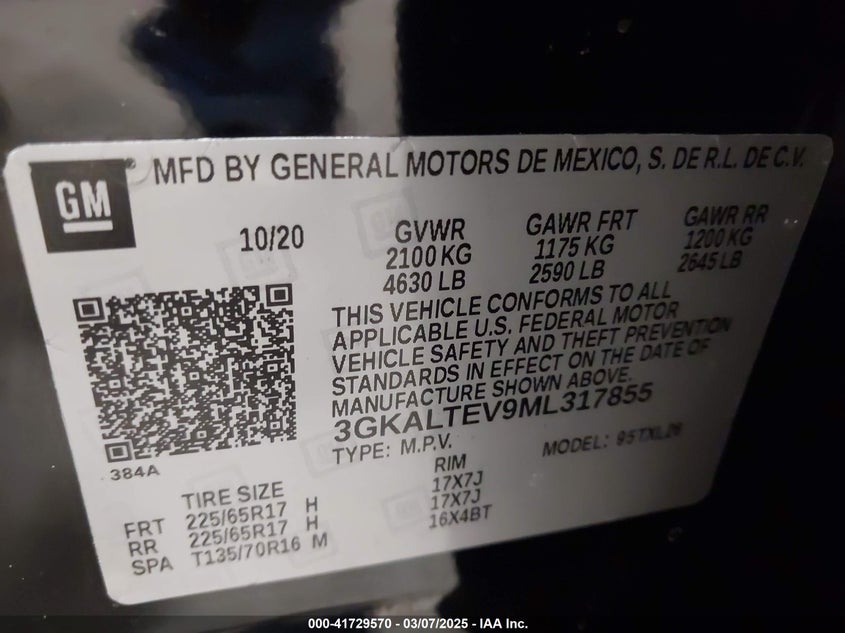 GM
MFD BY GENERAL MOTORS DE MEXICO, S. DE R.L. DE C.V.
10/20 GVWR GAWR FRT GAWR RR
2100 KG 1175 KG 1200 KG
4630 LB 2590 LB 2645 LB
THIS VEHICLE CONFORMS TO ALL
APPLICABLE U.S. FEDERAL MOTOR
VEHICLE SAFETY AND THEFT PREVENTION
STANDARDS IN EFFECT ON THE DATE OF
MANUFACTURE SHOWN ABOVE.
3GKALTEV9ML317855
TYPE: M.P.V. MODEL: 95TXL26
384A
TIRE SIZE RIM
FRT 225/65R17 H 17X7J
RR 225/65R17 H 17X7J
SPA T135/70R16 M 16X4BT
000-41729570 — 03/07/2025 — IAA Inc.